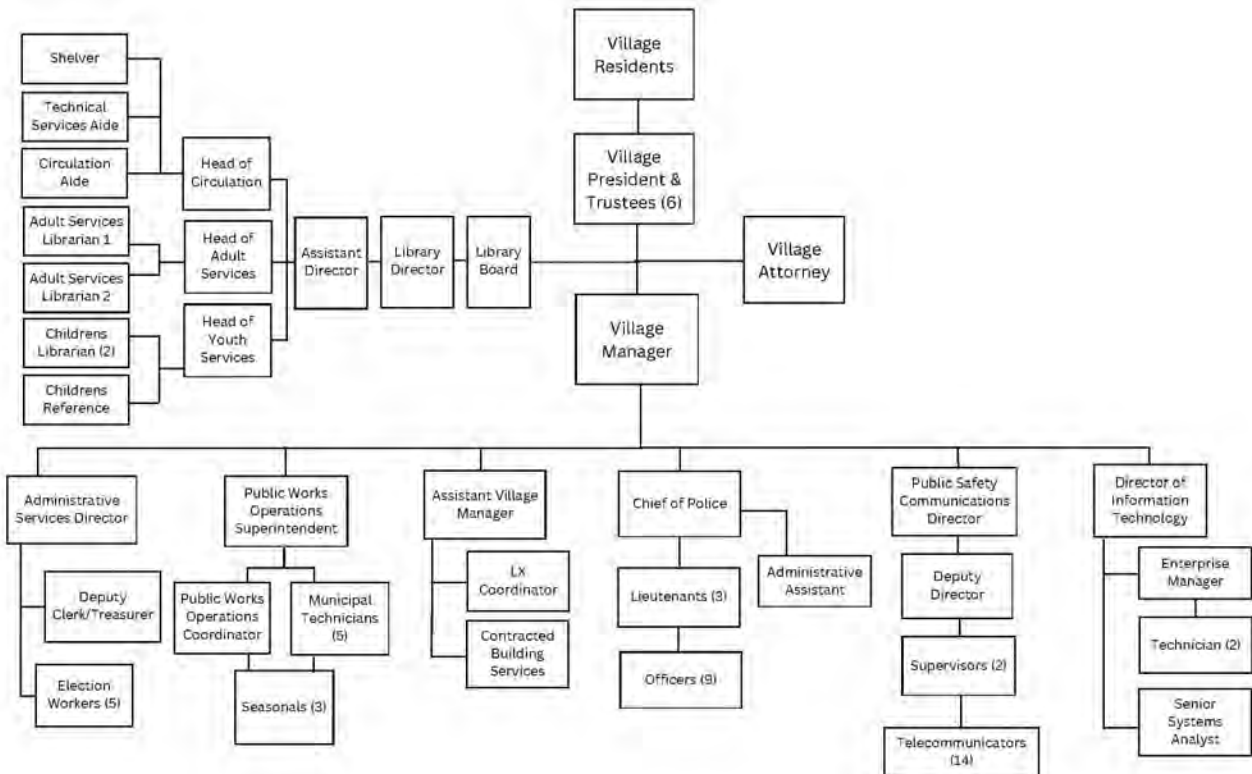 Village
Residents
Village
President &
Trustees (6)
Village
Attorney
Village
Manager
Library
Board
Library
Director
Assistant
Director
Head of
Circulation
Shelver
Technical
Services Aide
Circulation
Aide
Head of
Adult
Services
Adult Services
Librarian 1
Adult Services
Librarian 2
Head of
Youth
Services
Childrens
Librarian (2)
Childrens
Reference
Administrative
Services Director
Deputy
Clerk/Treasurer
Election
Workers (5)
Public Works
Operations
Superintendent
Public Works
Operations
Coordinator
Municipal
Technicians
(5)
Seasonals (3)
Assistant Village
Manager
LX
Coordinator
Contracted
Building
Services
Chief of Police
Administrative
Assistant
Lieutenants (3)
Officers (9)
Public Safety
Communications
Director
Deputy
Director
Supervisors (2)
Telecommunicators
(14)
Director of
Information
Technology
Enterprise
Manager
Technician (2)
Senior
Systems
Analyst